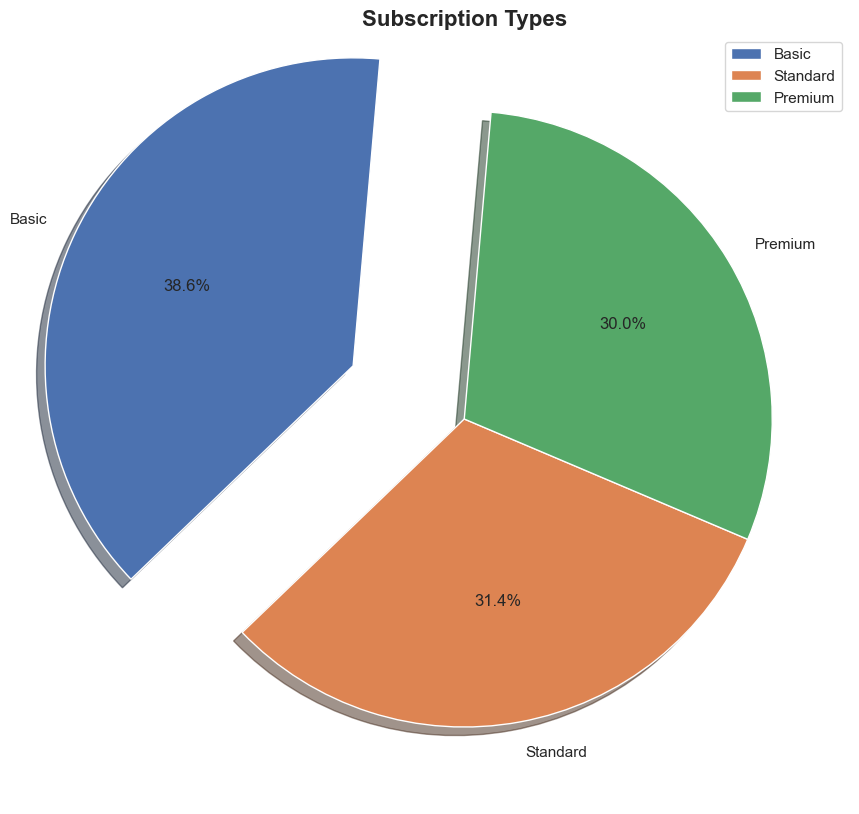 Subscription Types
Basic
Standard
Premium
Basic
38.6%
Premium
30.0%
31.4%
Standard